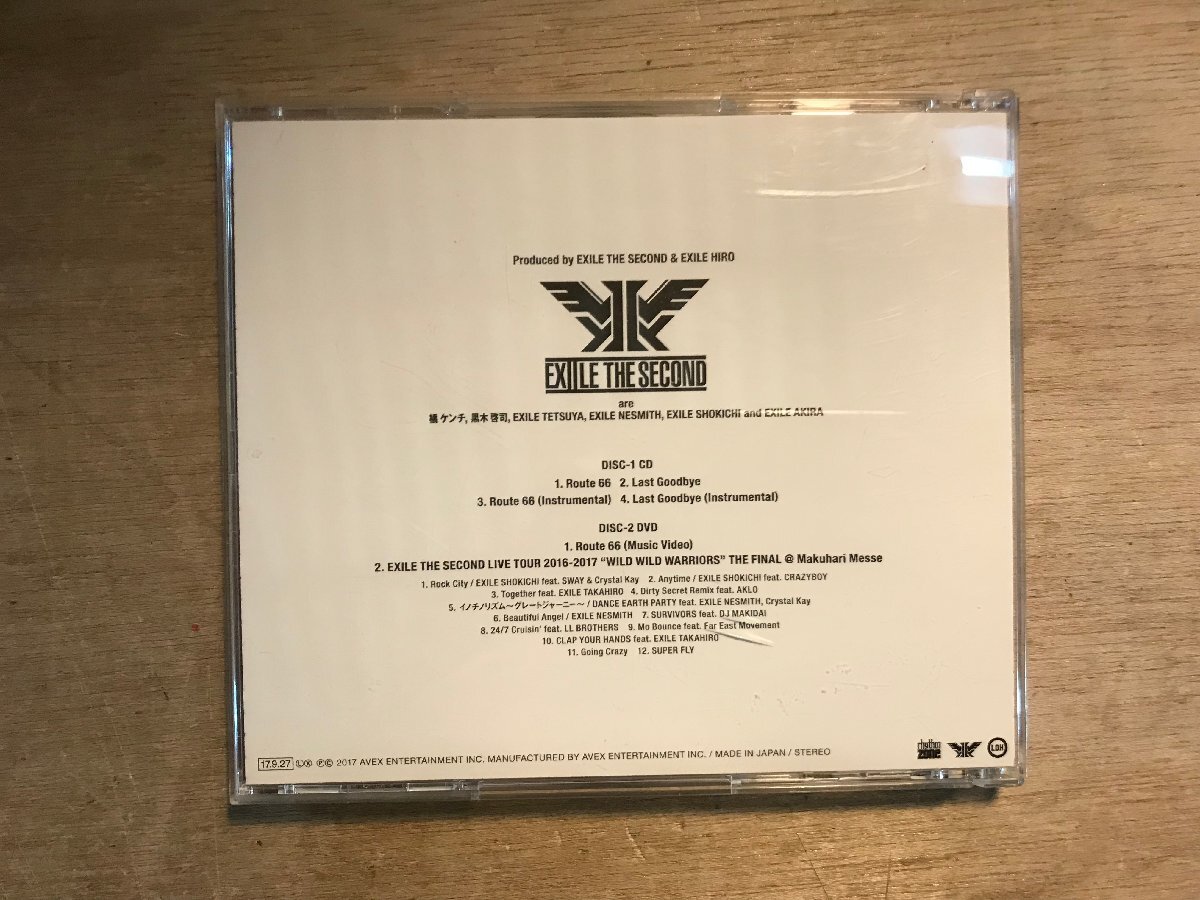 Produced by EXILE THE SECOND & EXILE HIRO
EXILE THE SECOND
are
橘 ケンチ, 黒木 啓司, EXILE TETSUYA, EXILE NESMITH, EXILE SHOKICHI and EXILE AKIRA
DISC-1 CD
1. Route 66 2. Last Goodbye
3. Route 66 (Instrumental) 4. Last Goodbye (Instrumental)
DISC-2 DVD
1. Route 66 (Music Video)
2. EXILE THE SECOND LIVE TOUR 2016-2017 “WILD WILD WARRIORS” THE FINAL @ Makuhari Messe
1. Rock City / EXILE SHOKICHI feat. SWAY & Crystal Kay 2. Anytime / EXILE SHOKICHI feat. CRAZYBOY
3. Together feat. EXILE TAKAHIRO 4. Dirty Secret Remix feat. AKLO
5. イノチノリズム〜グレートジャーニー〜 / DANCE EARTH PARTY feat. EXILE NESMITH, Crystal Kay
6. Beautiful Angel / EXILE NESMITH 7. SURVIVORS feat. DJ MAKIDAI
8. 24/7 Cruisin' feat. LL BROTHERS 9. Mo Bounce feat. Far East Movement
10. CLAP YOUR HANDS feat. EXILE TAKAHIRO
11. Going Crazy 12. SUPER FLY
17.9.27 ℗© 2017 AVEX ENTERTAINMENT INC. MANUFACTURED BY AVEX ENTERTAINMENT INC. / MADE IN JAPAN / STEREO
rhythm zone LDH